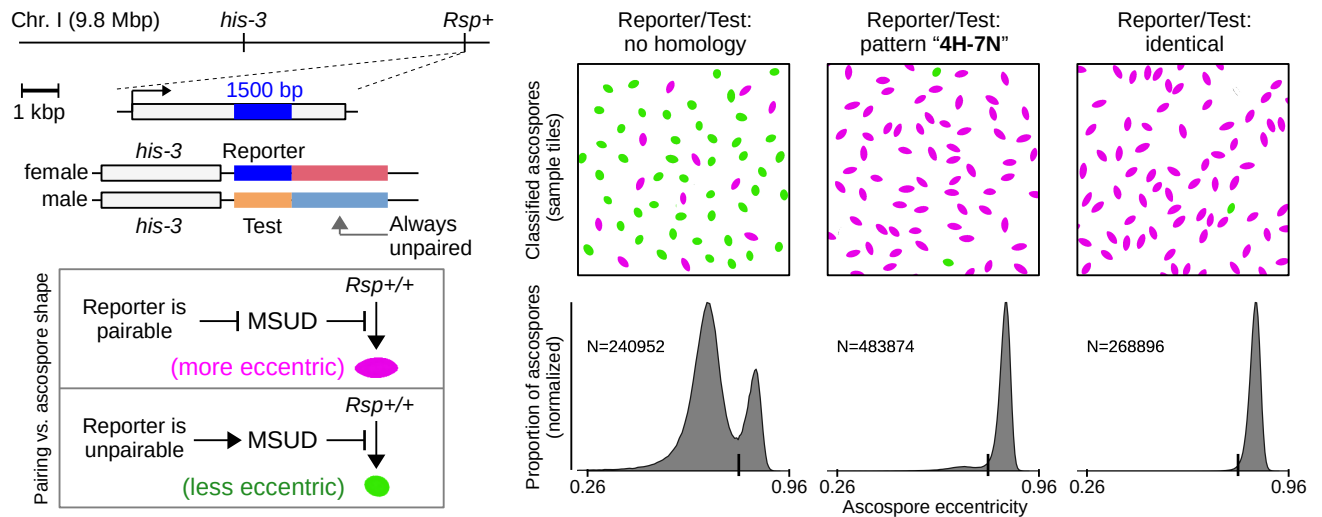 Chr. I (9.8 Mbp)
his-3
Rsp+
1 kbp
1500 bp
his-3
Reporter
female
male
his-3
Test
Always
unpaired
Pairing vs. ascospore shape
Reporter is
pairable
MSUD
Rsp+/+
(more eccentric)
Reporter is
unpairable
MSUD
Rsp+/+
(less eccentric)
Reporter/Test:
no homology
Reporter/Test:
pattern “4H-7N”
Reporter/Test:
identical
Classified ascospores
(sample tiles)
Proportion of ascospores
(normalized)
N=240952
N=483874
N=268896
0.26
0.96
0.26
0.96
0.26
0.96
Ascospore eccentricity